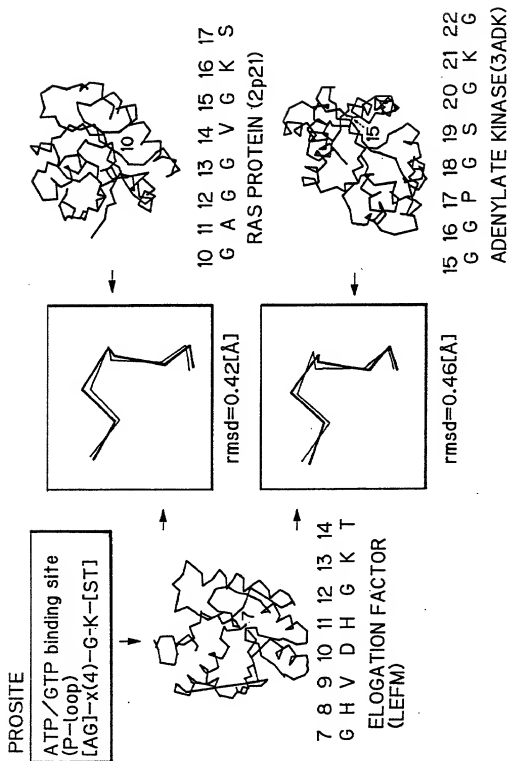 PROSITE
ATP/GTP binding site
(P-loop)
[AG]-x(4)-G-K-[ST]
7 8 9 10 11 12 13 14
G H V D H G K T
ELOGATION FACTOR
(LEFM)
rmsd=0.42[Å]
rmsd=0.46[Å]
10
10 11 12 13 14 15 16 17
G A G G V G K S
RAS PROTEIN (2p21)
15
15 16 17 18 19 20 21 22
G G P G S G K G
ADENYLATE KINASE(3ADK)